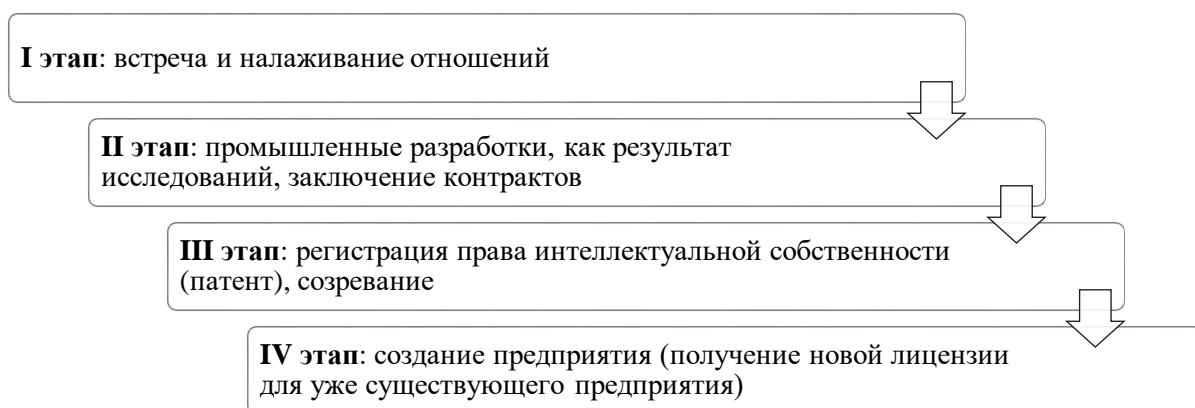 I этап: встреча и налаживание отношений
II этап: промышленные разработки, как результат
исследований, заключение контрактов
III этап: регистрация права интеллектуальной собственности
(патент), созревание
IV этап: создание предприятия (получение новой лицензии
для уже существующего предприятия)